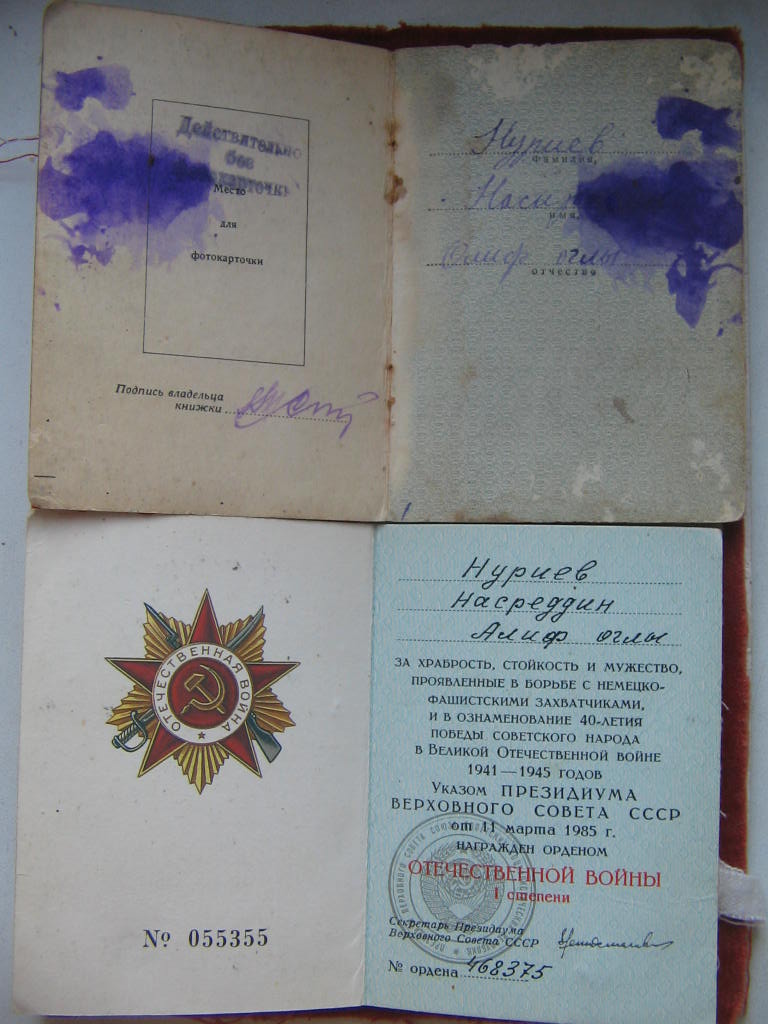 Действительно
без
Место
для
фотокарточки
Подпись владельца
книжки
Нуриев
фамилия,
имя,
Алиф оглы
отчество
ОТЕЧЕСТВЕННАЯ ВОЙНА
№ 055355
Нуриев
Насреддин
Алиф оглы
ЗА ХРАБРОСТЬ, СТОЙКОСТЬ И МУЖЕСТВО,
ПРОЯВЛЕННЫЕ В БОРЬБЕ С НЕМЕЦКО-
ФАШИСТСКИМИ ЗАХВАТЧИКАМИ,
И В ОЗНАМЕНОВАНИЕ 40-ЛЕТИЯ
ПОБЕДЫ СОВЕТСКОГО НАРОДА
В ВЕЛИКОЙ ОТЕЧЕСТВЕННОЙ ВОЙНЕ
1941—1945 ГОДОВ
УКАЗОМ ПРЕЗИДИУМА
ВЕРХОВНОГО СОВЕТА СССР
от 11 марта 1985 г.
НАГРАЖДЕН ОРДЕНОМ
ОТЕЧЕСТВЕННОЙ ВОЙНЫ
I степени
Секретарь Президиума
Верховного Совета СССР
№ ордена 468375